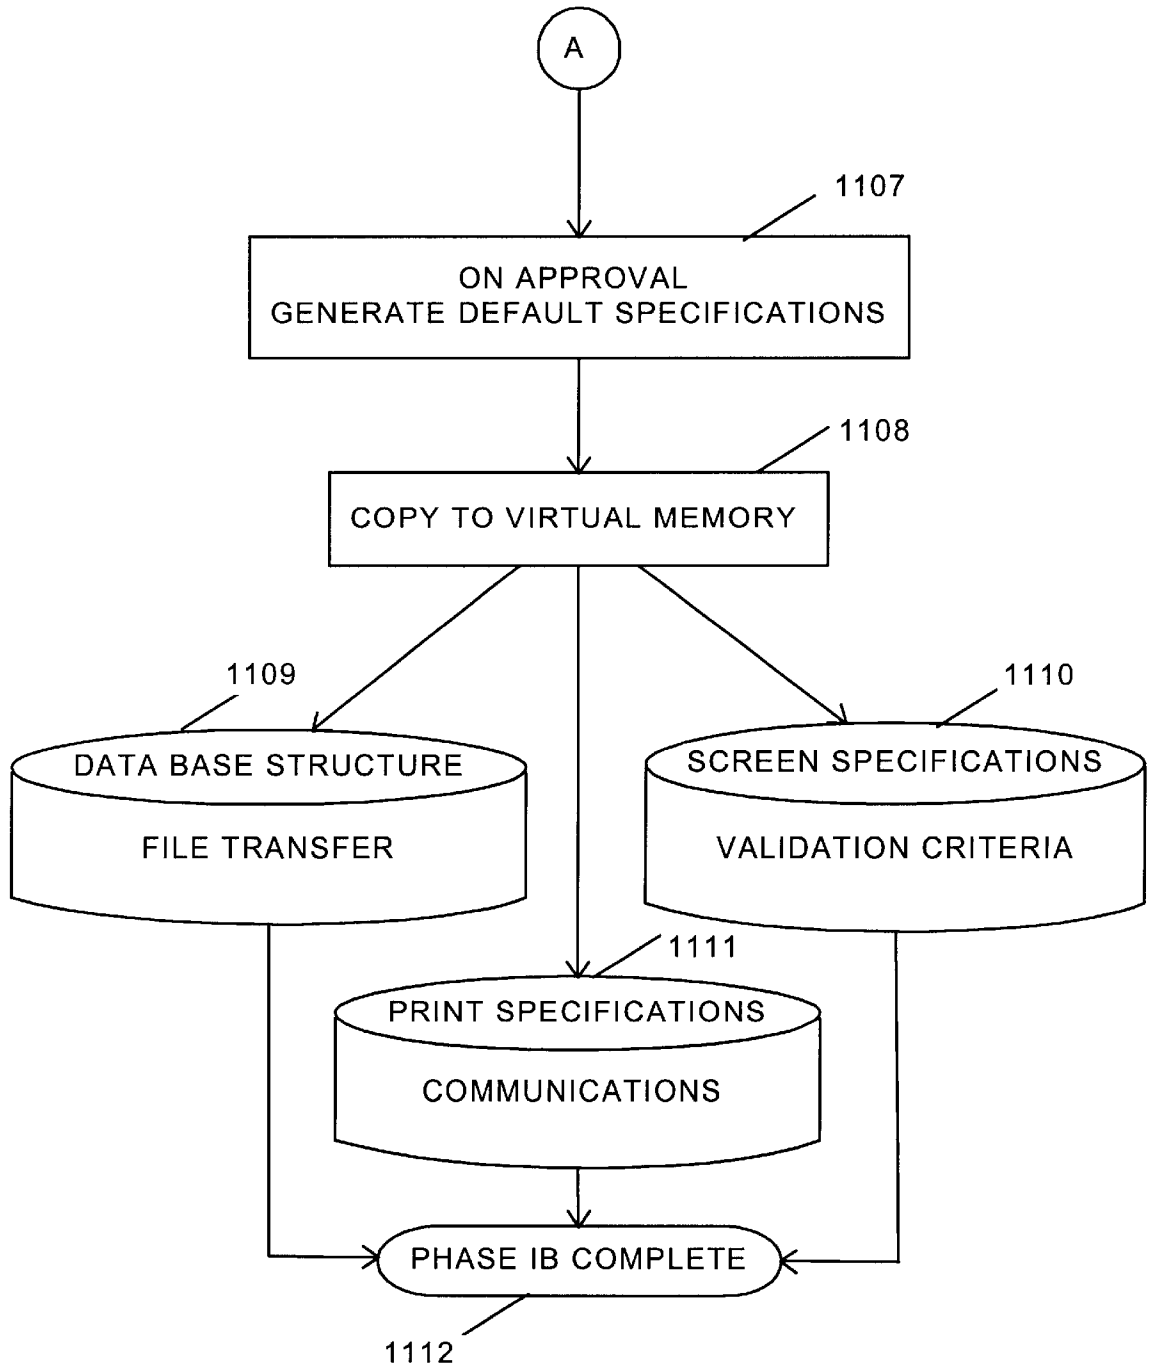 A
1107
ON APPROVAL
GENERATE DEFAULT SPECIFICATIONS
1108
COPY TO VIRTUAL MEMORY
1109
DATA BASE STRUCTURE
FILE TRANSFER
1110
SCREEN SPECIFICATIONS
VALIDATION CRITERIA
1111
PRINT SPECIFICATIONS
COMMUNICATIONS
PHASE IB COMPLETE
1112